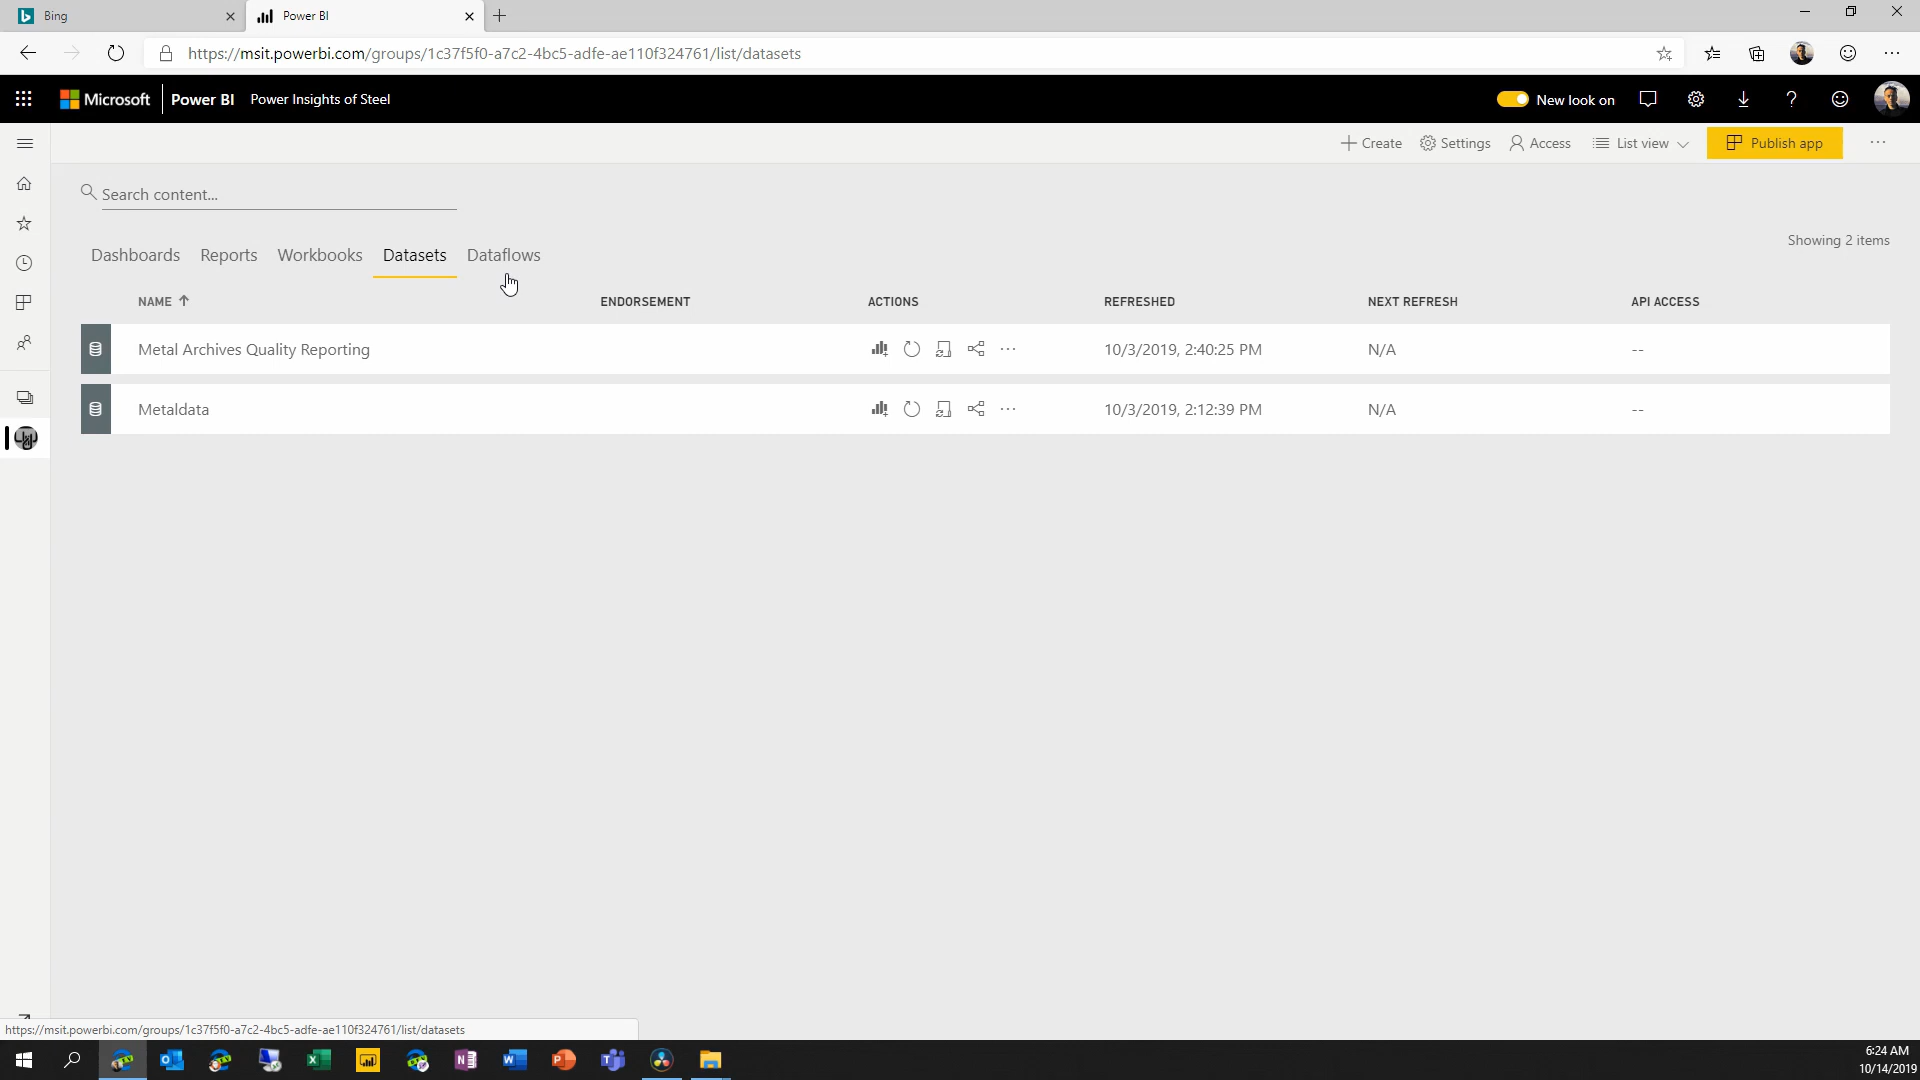 Bing
Power BI
https://msit.powerbi.com/groups/1c37f5f0-a7c2-4bc5-adfe-ae110f324761/list/datasets
Microsoft Power BI Power Insights of Steel New look on
Create Settings Access List view Publish app
Search content...
Dashboards Reports Workbooks Datasets Dataflows
Showing 2 items
NAME ENDORSEMENT ACTIONS REFRESHED NEXT REFRESH API ACCESS
Metal Archives Quality Reporting 10/3/2019, 2:40:25 PM N/A --
Metaldata 10/3/2019, 2:12:39 PM N/A --
https://msit.powerbi.com/groups/1c37f5f0-a7c2-4bc5-adfe-ae110f324761/list/datasets
6:24 AM
10/14/2019